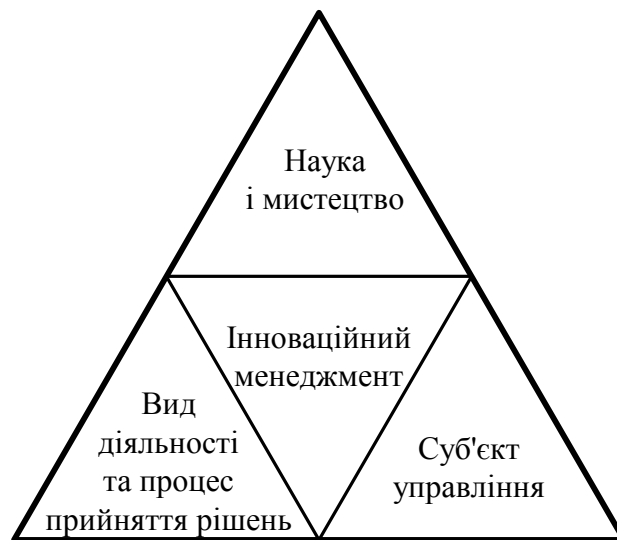 Наука
і мистецтво
Інноваційний
менеджмент
Вид
діяльності
та процес
прийняття рішень
Суб'єкт
управління